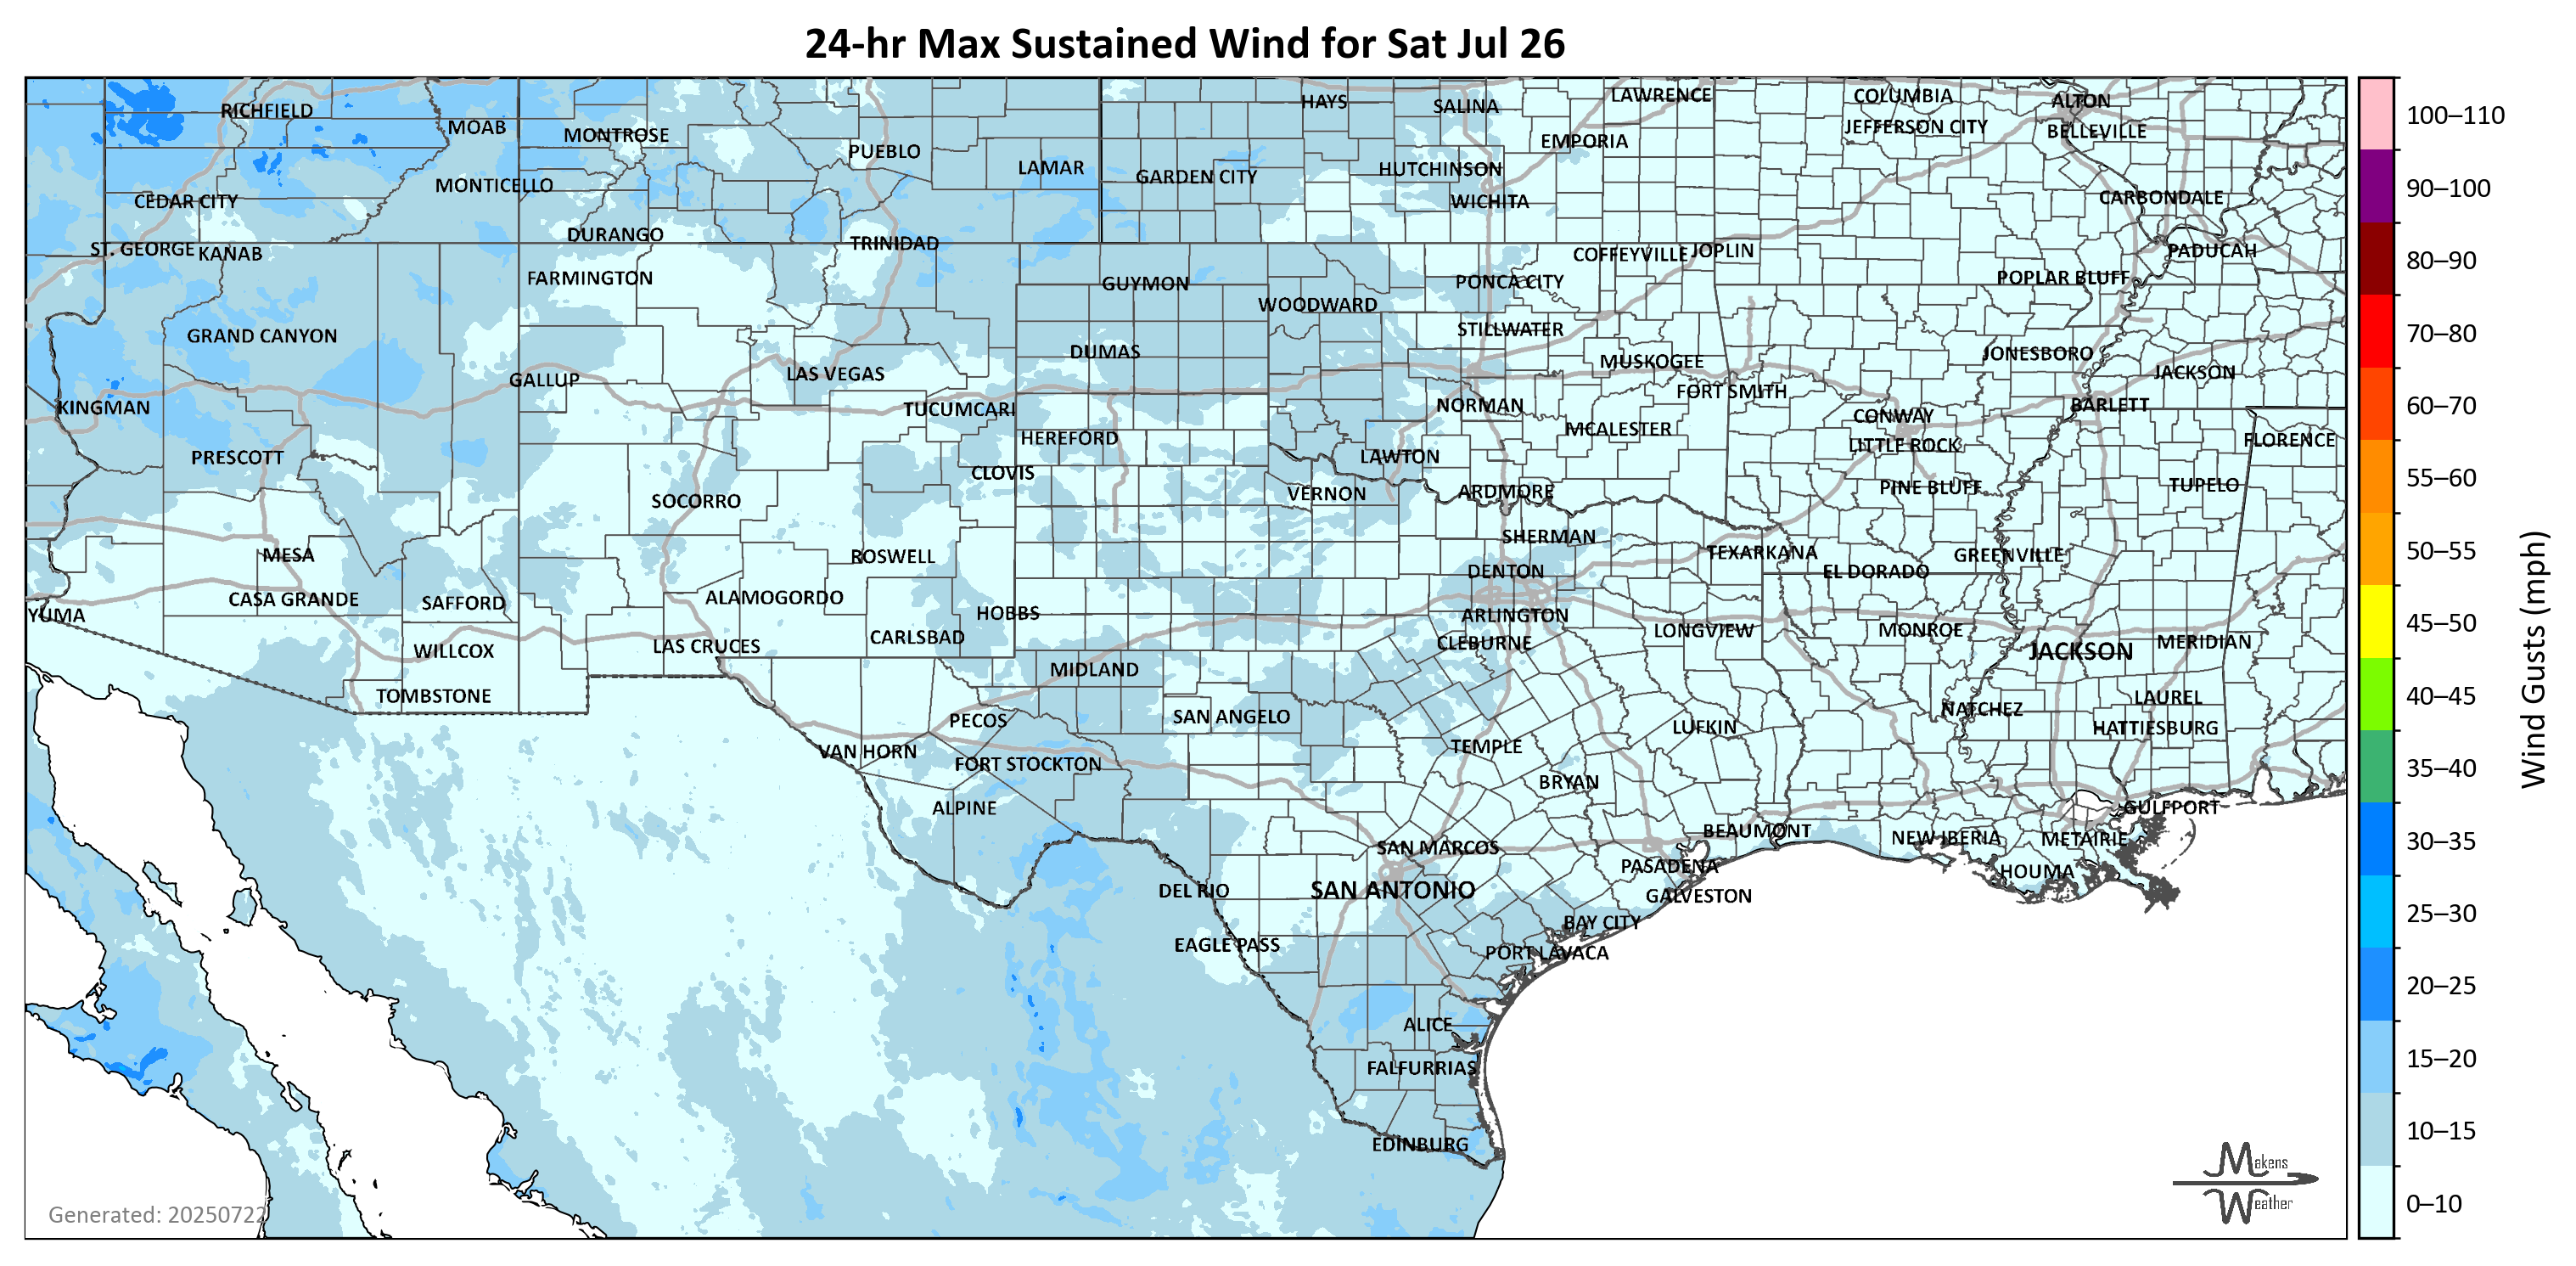 24-hr Max Sustained Wind for Sat Jul 26
RICHFIELD
MOAB
MONTROSE
PUEBLO
LAMAR
HAYS
SALINA
LAWRENCE
COLUMBIA
ALTON
EMPORIA
JEFFERSON CITY
BELLEVILLE
MONTICELLO
GARDEN CITY
HUTCHINSON
CEDAR CITY
WICHITA
CARBONDALE
ST. GEORGE
KANAB
DURANGO
TRINIDAD
COFFEYVILLE
JOPLIN
PADUCAH
FARMINGTON
GUYMON
WOODWARD
PONCA CITY
POPLAR BLUFF
GRAND CANYON
STILLWATER
DUMAS
MUSKOGEE
JONESBORO
GALLUP
LAS VEGAS
FORT SMITH
JACKSON
KINGMAN
TUCUMCARI
NORMAN
CONWAY
BARLETT
HEREFORD
MCALESTER
LITTLE ROCK
FLORENCE
PRESCOTT
CLOVIS
LAWTON
SOCORRO
VERNON
ARDMORE
PINE BLUFF
TUPELO
MESA
ROSWELL
SHERMAN
TEXARKANA
GREENVILLE
DENTON
EL DORADO
CASA GRANDE
SAFFORD
ALAMOGORDO
HOBBS
ARLINGTON
YUMA
WILLCOX
LAS CRUCES
CARLSBAD
CLEBURNE
LONGVIEW
MONROE
JACKSON
MERIDIAN
MIDLAND
TOMBSTONE
PECOS
SAN ANGELO
LUFKIN
NATCHEZ
LAUREL
HATTIESBURG
VAN HORN
FORT STOCKTON
TEMPLE
BRYAN
ALPINE
GULFPORT
SAN MARCOS
BEAUMONT
NEW IBERIA
METAIRIE
DEL RIO
SAN ANTONIO
PASADENA
GALVESTON
HOUMA
EAGLE PASS
BAY CITY
PORT LAVACA
ALICE
FALFURRIAS
EDINBURG
Generated: 20250722
Makens
Weather
100–110
90–100
80–90
70–80
60–70
55–60
50–55
45–50
40–45
35–40
30–35
25–30
20–25
15–20
10–15
0–10
Wind Gusts (mph)